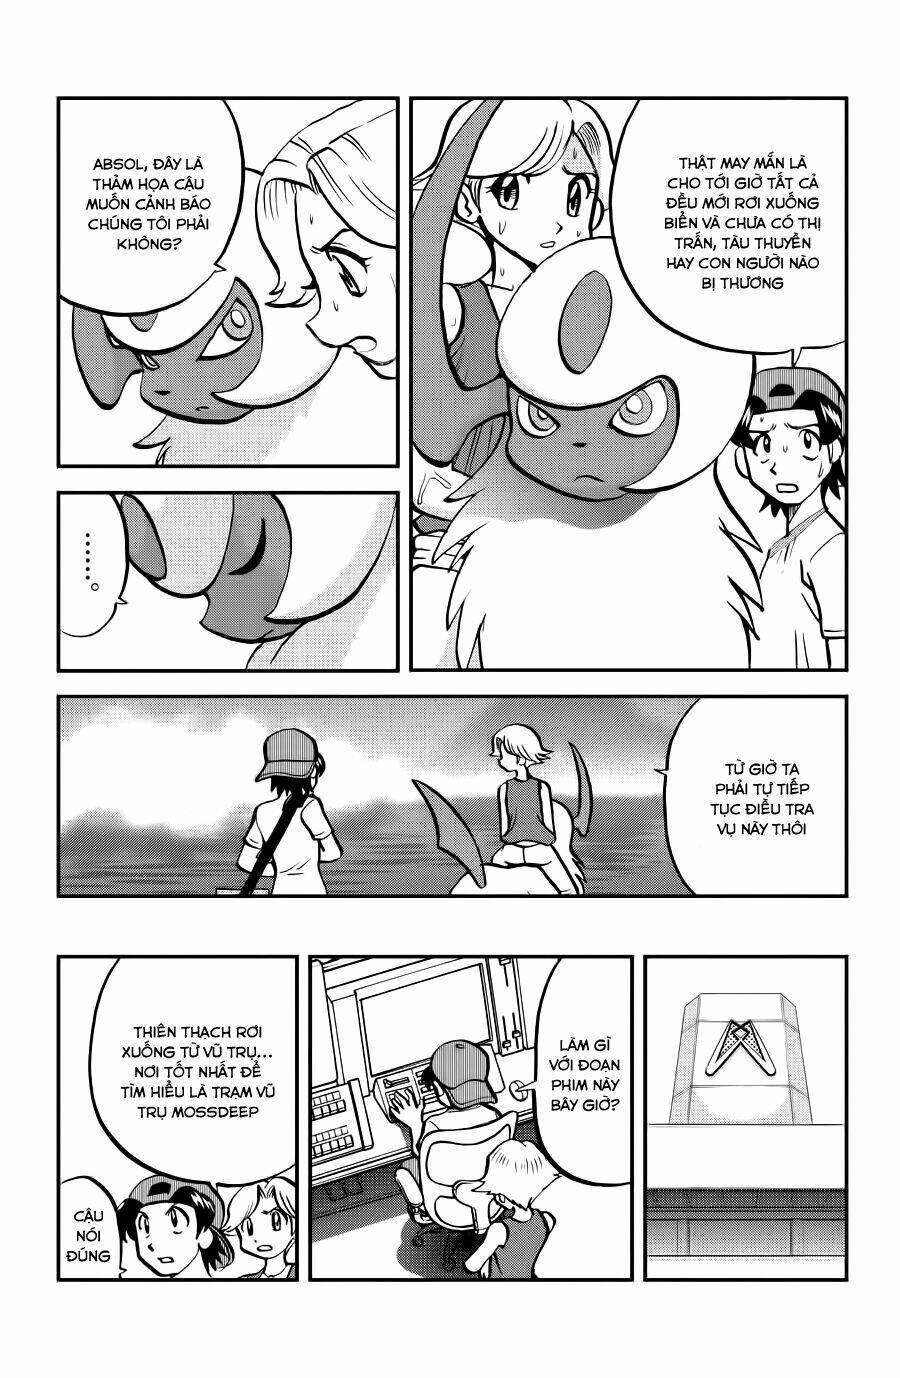 THẬT MAY MẮN LÀ
CHO TỚI GIỜ TẤT CẢ
ĐỀU MỚI RƠI XUỐNG
BIỂN VÀ CHƯA CÓ THỊ
TRẤN, TÀU THUYỀN
HAY CON NGƯỜI NÀO
BỊ THƯƠNG
ABSOL, ĐÂY LÀ
THẢM HỌA CẬU
MUỐN CẢNH BÁO
CHÚNG TÔI PHẢI
KHÔNG?
......。
TỪ GIỜ TA
PHẢI TỰ TIẾP
TỤC ĐIỀU TRA
VỤ NÀY THÔI
LÀM GÌ
VỚI ĐOẠN
PHIM NÀY
BÂY GIỜ?
THIÊN THẠCH RƠI
XUỐNG TỪ VŨ TRỤ...
NƠI TỐT NHẤT ĐỂ
TÌM HIỂU LÀ TRẠM VŨ
TRỤ MOSSDEEP
CẬU
NÓI
ĐÚNG